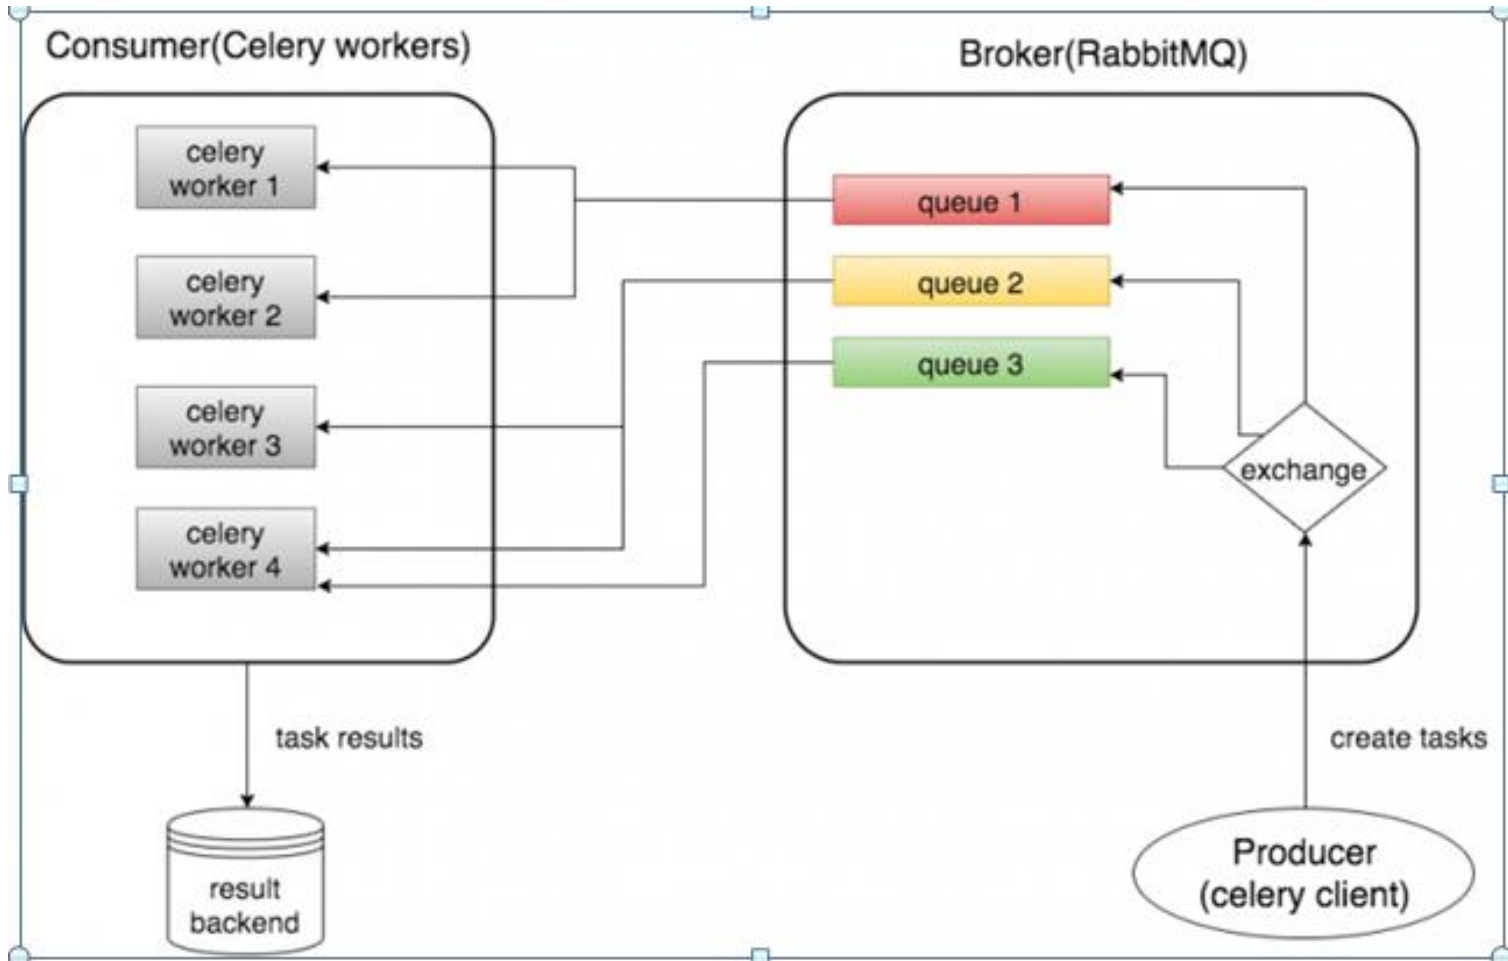 Consumer(Celery workers)
celery
worker 1
celery
worker 2
celery
worker 3
celery
worker 4
task results
result
backend
Broker(RabbitMQ)
queue 1
queue 2
queue 3
exchange
create tasks
Producer
(celery client)